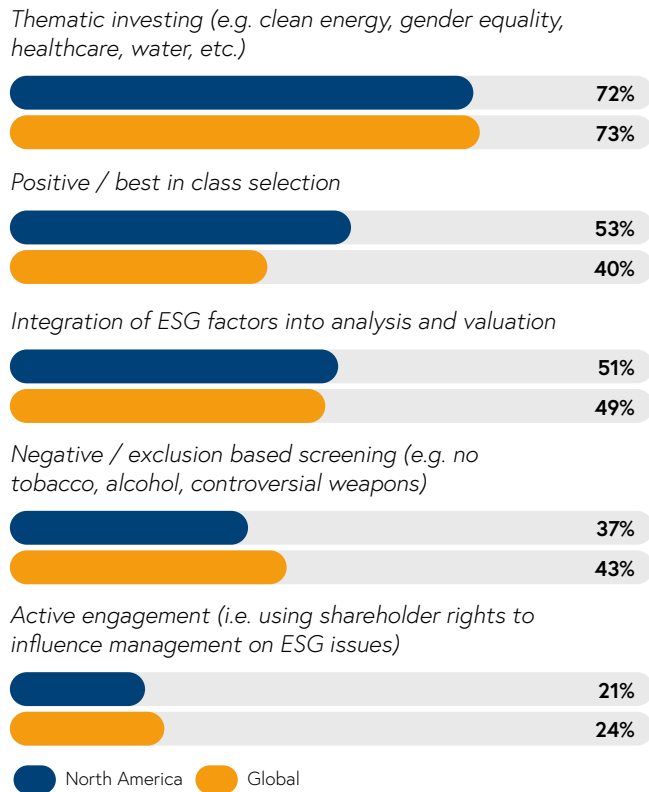 Thematic investing (e.g. clean energy, gender equality,
healthcare, water, etc.)
72%
73%
Positive / best in class selection
53%
40%
Integration of ESG factors into analysis and valuation
51%
49%
Negative / exclusion based screening (e.g. no
tobacco, alcohol, controversial weapons)
37%
43%
Active engagement (i.e. using shareholder rights to
influence management on ESG issues)
21%
24%
North America Global